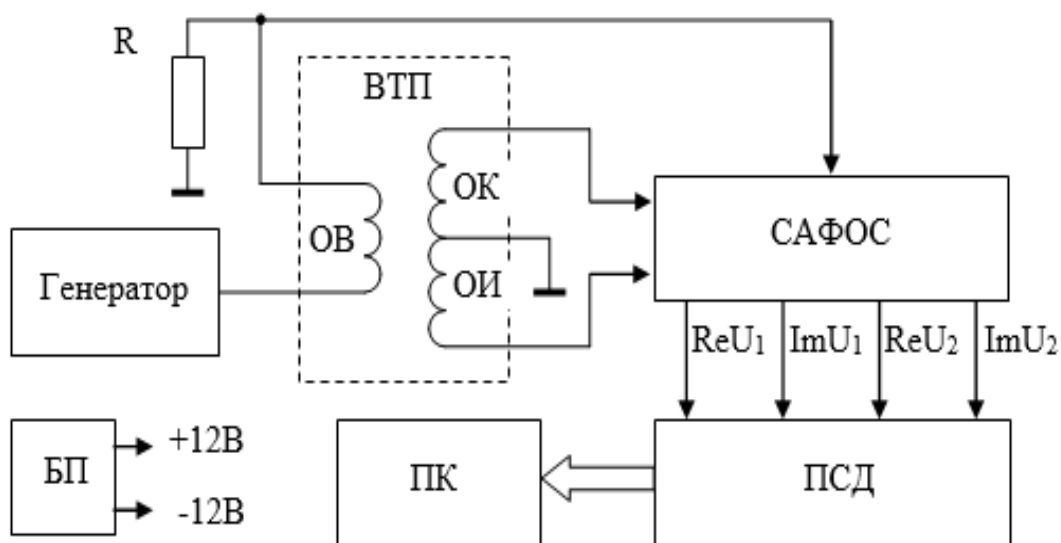 R
ВТП
ОК
ОВ
САФОС
Генератор
ОИ
ReU₁ ImU₁ ReU₂ ImU₂
+12В
БП
-12В
ПК
ПСД